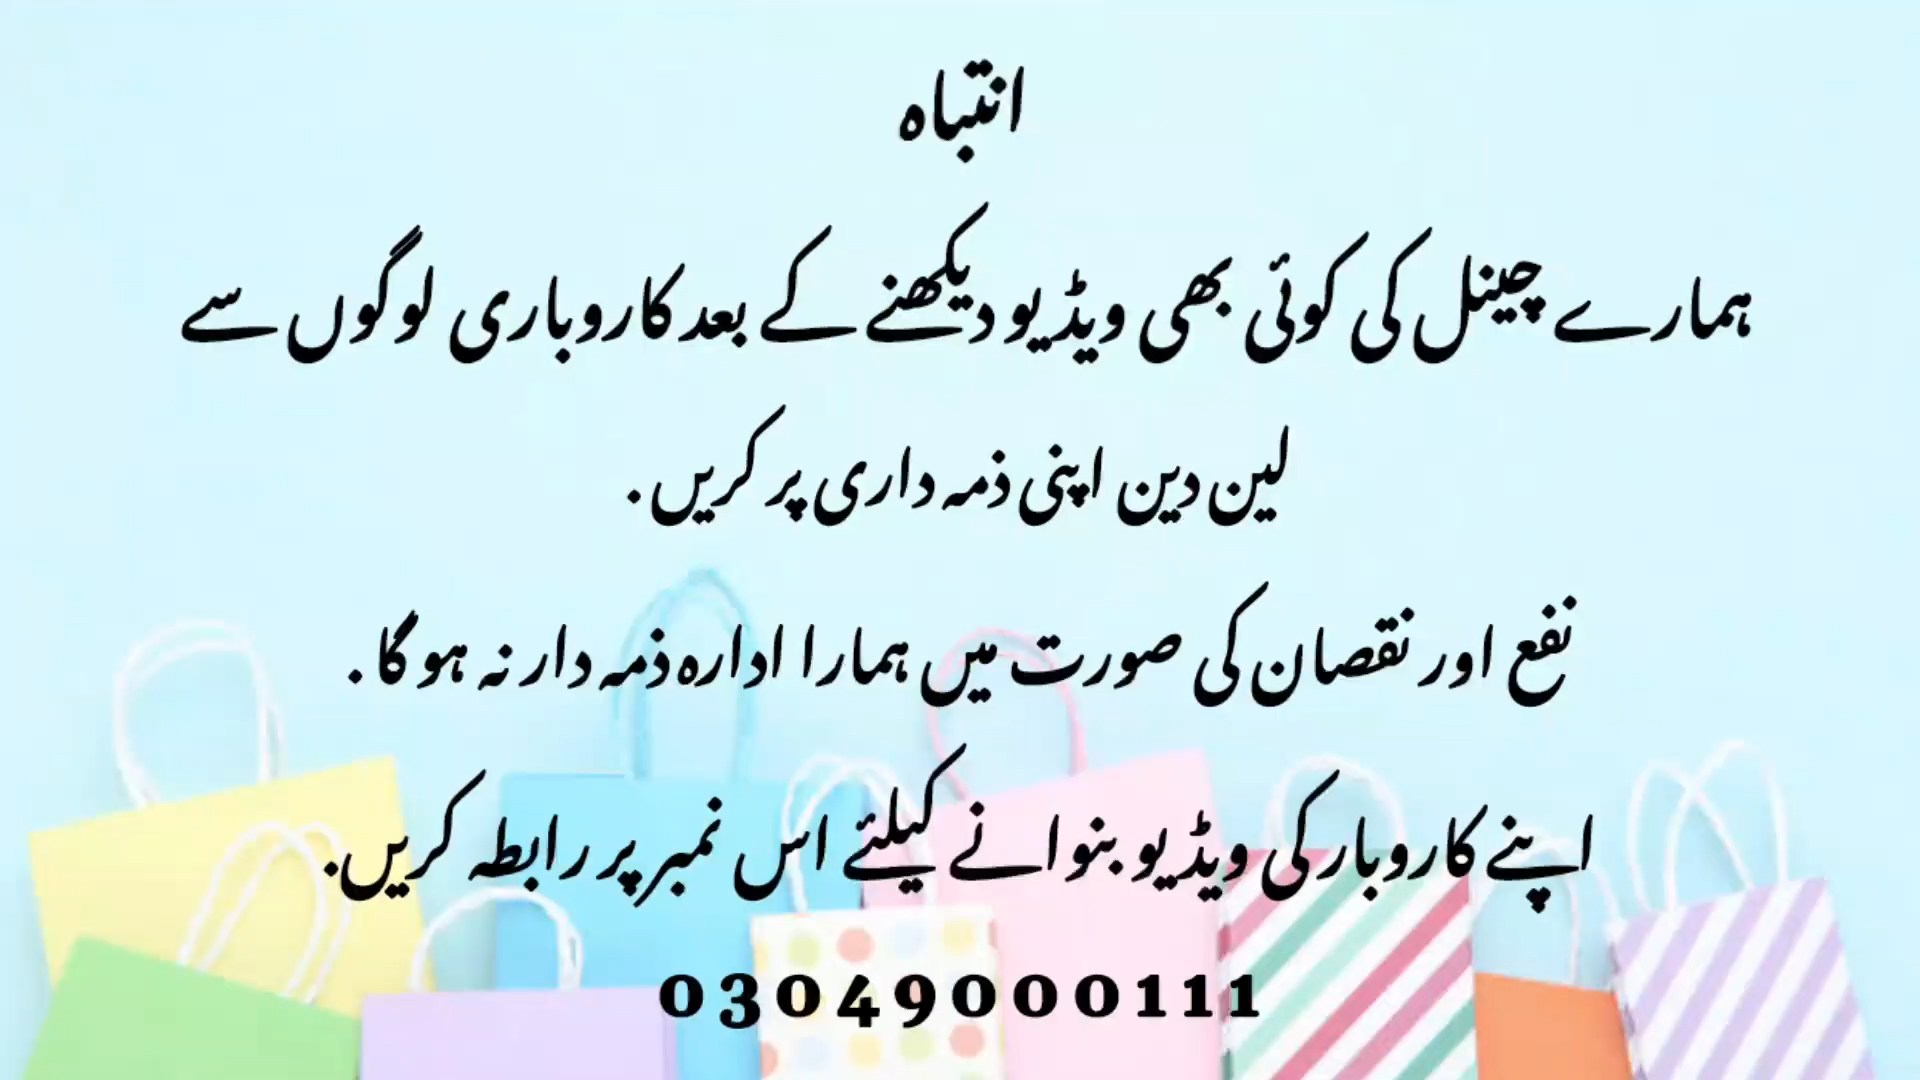 انتباہ
ہمارے چینل کی کوئی بھی ویڈیو دیکھنے کے بعد کاروباری لوگوں سے
لین دین اپنی ذمہ داری پر کریں.
نفع اور نقصان کی صورت میں ہمارا ادارہ ذمہ دار نہ ہو گا.
اپنے کاروبار کی ویڈیو بنوانے کیلئے اس نمبر پر رابطہ کریں.
03049000111